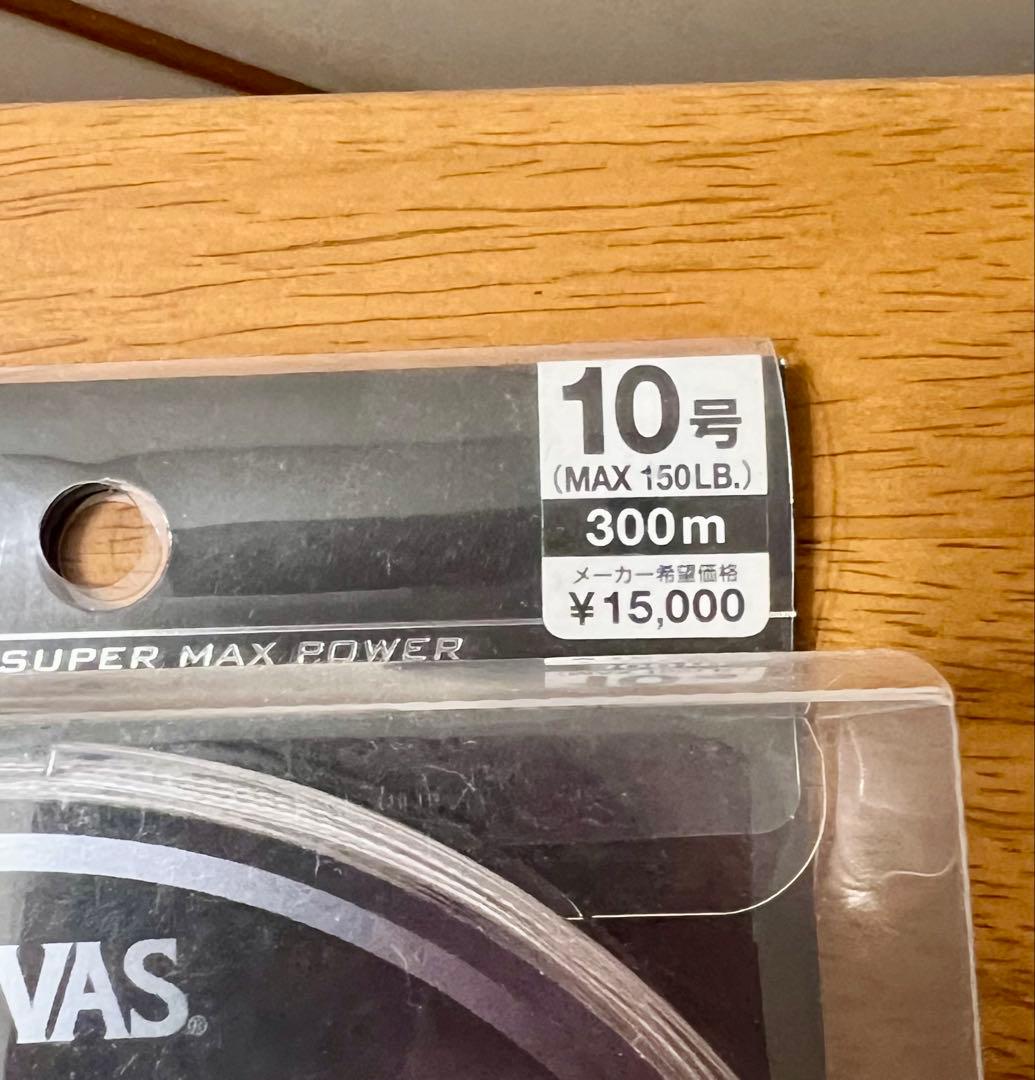 10号
(MAX 150LB.)
300m
メーカー希望価格
¥15,000
SUPER MAX POWER
VAS®